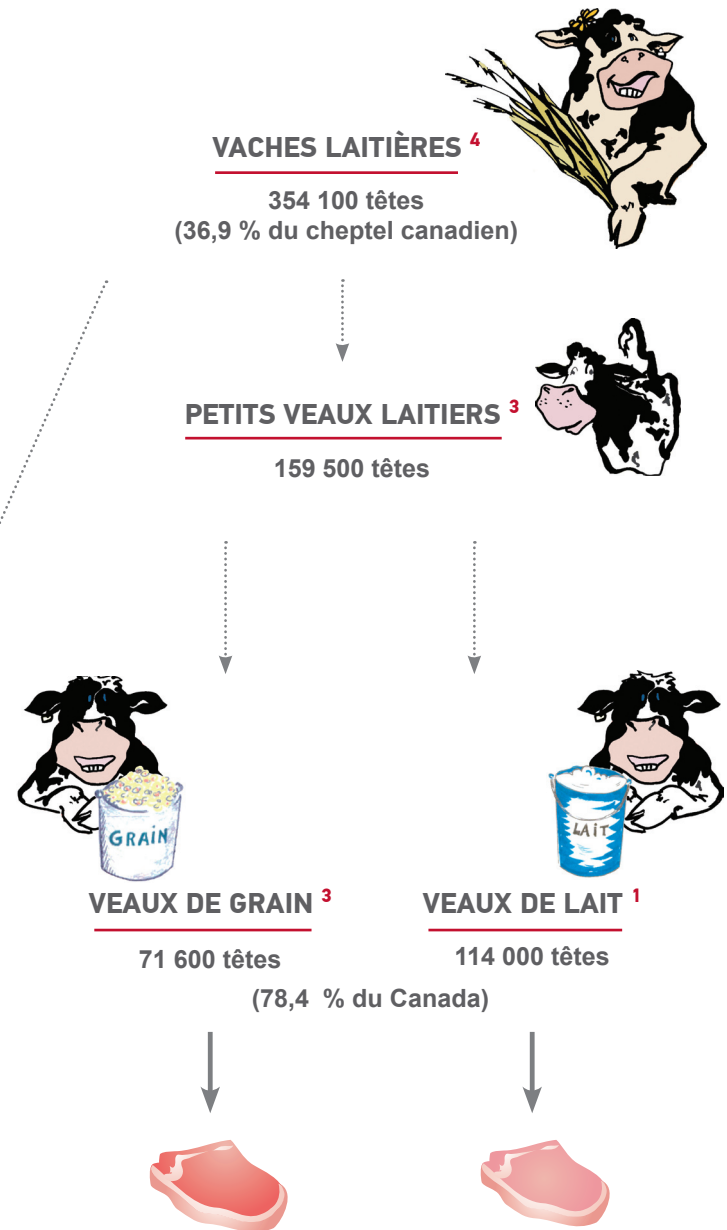 VACHES LAITIÈRES 4
354 100 têtes
(36,9 % du cheptel canadien)
PETITS VEAUX LAITIERS 3
159 500 têtes
GRAIN
LAIT
VEAUX DE GRAIN 3
VEAUX DE LAIT 1
71 600 têtes
114 000 têtes
(78,4 % du Canada)